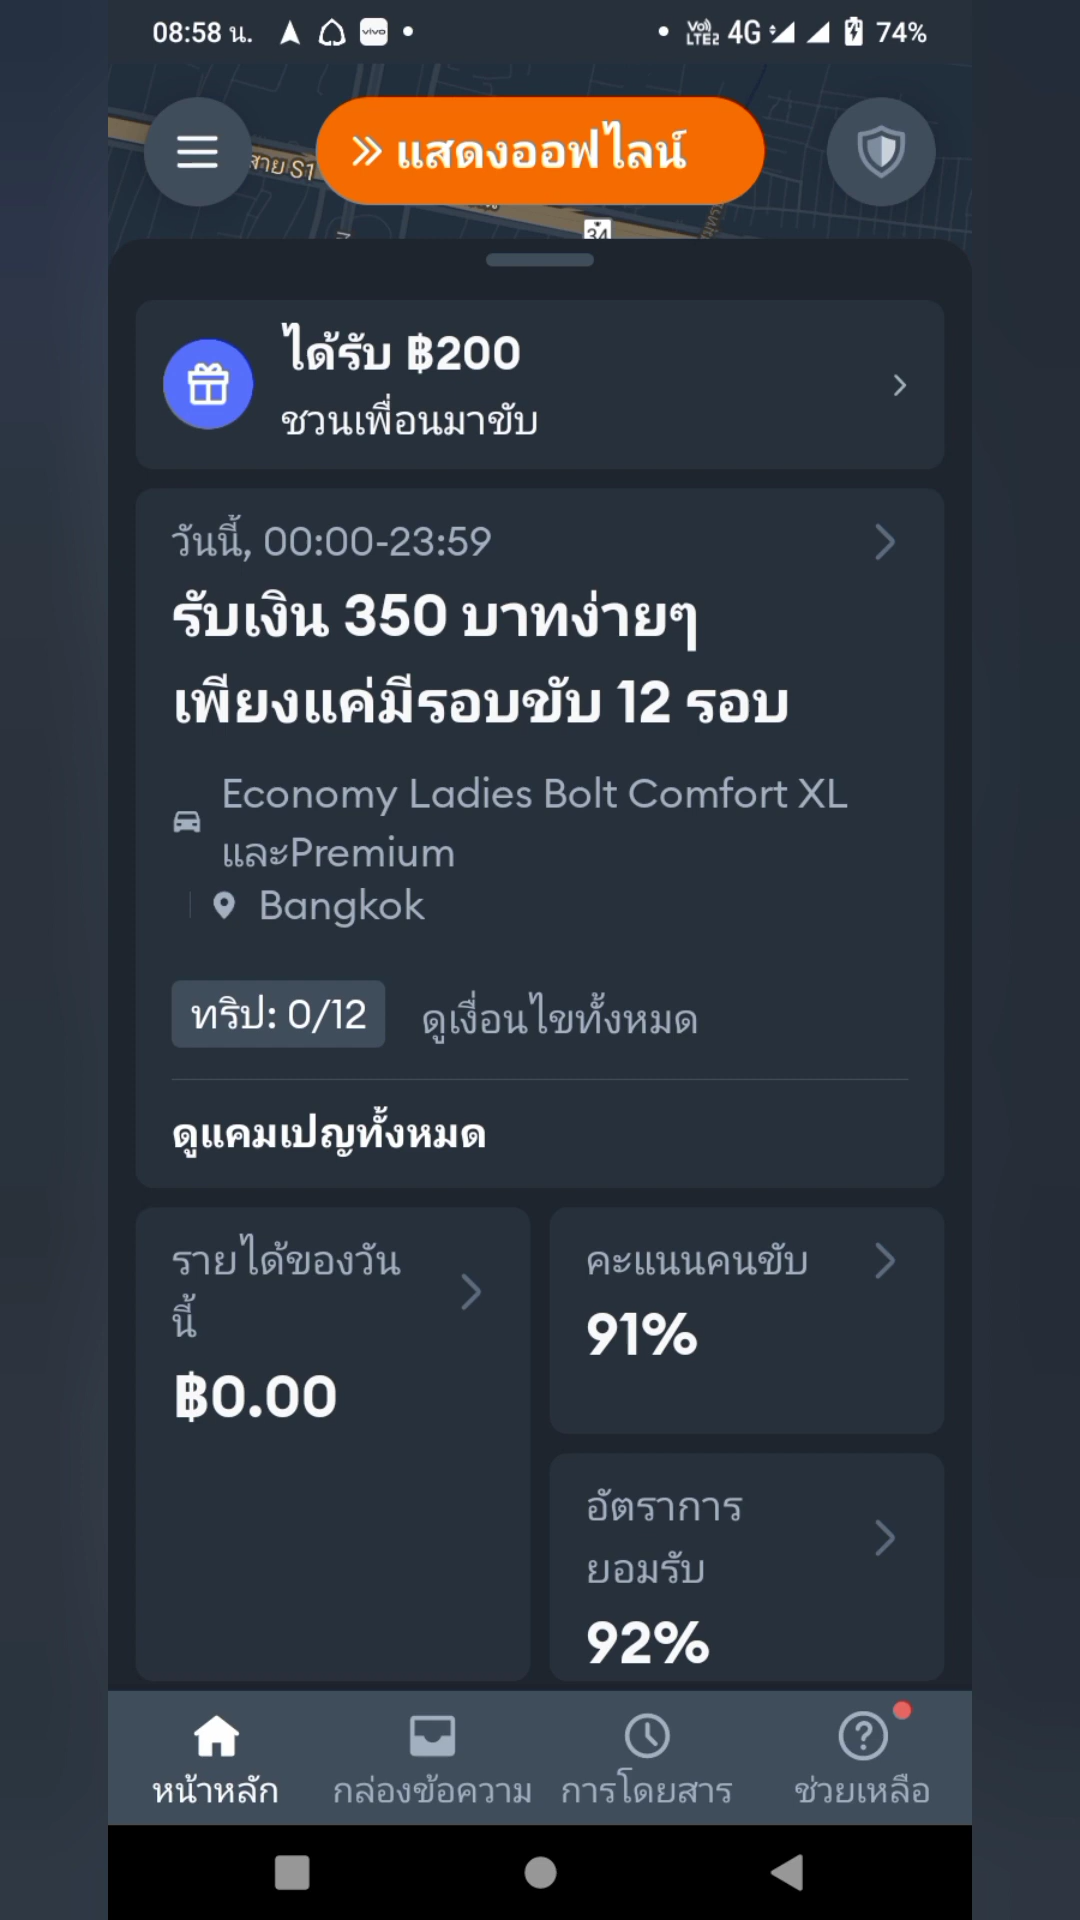 08:58 น.
vivo
Vo) LTE2 4G 74%
แสดงออฟไลน์
สาย S1
34
ได้รับ ฿200
ชวนเพื่อนมาขับ
วันนี้, 00:00-23:59
รับเงิน 350 บาทง่ายๆ
เพียงแค่มีรอบขับ 12 รอบ
Economy Ladies Bolt Comfort XL
และPremium
Bangkok
ทริป: 0/12
ดูเงื่อนไขทั้งหมด
ดูแคมเปญทั้งหมด
รายได้ของวัน
นี้
฿0.00
คะแนนคนขับ
91%
อัตราการ
ยอมรับ
92%
หน้าหลัก
กล่องข้อความ
การโดยสาร
ช่วยเหลือ